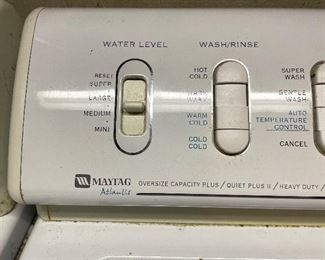 WATER LEVEL
RESET
SUPER
LARGE
MEDIUM
MINI
WASH/RINSE
HOT
COLD
WARM
WARM
WARM
COLD
COLD
COLD
SUPER
WASH
GENTLE
WASH
AUTO
TEMPERATURE
CONTROL
CANCEL
MAYTAG
Atlantis
OVERSIZE CAPACITY PLUS / QUIET PLUS II / HEAVY DUTY /